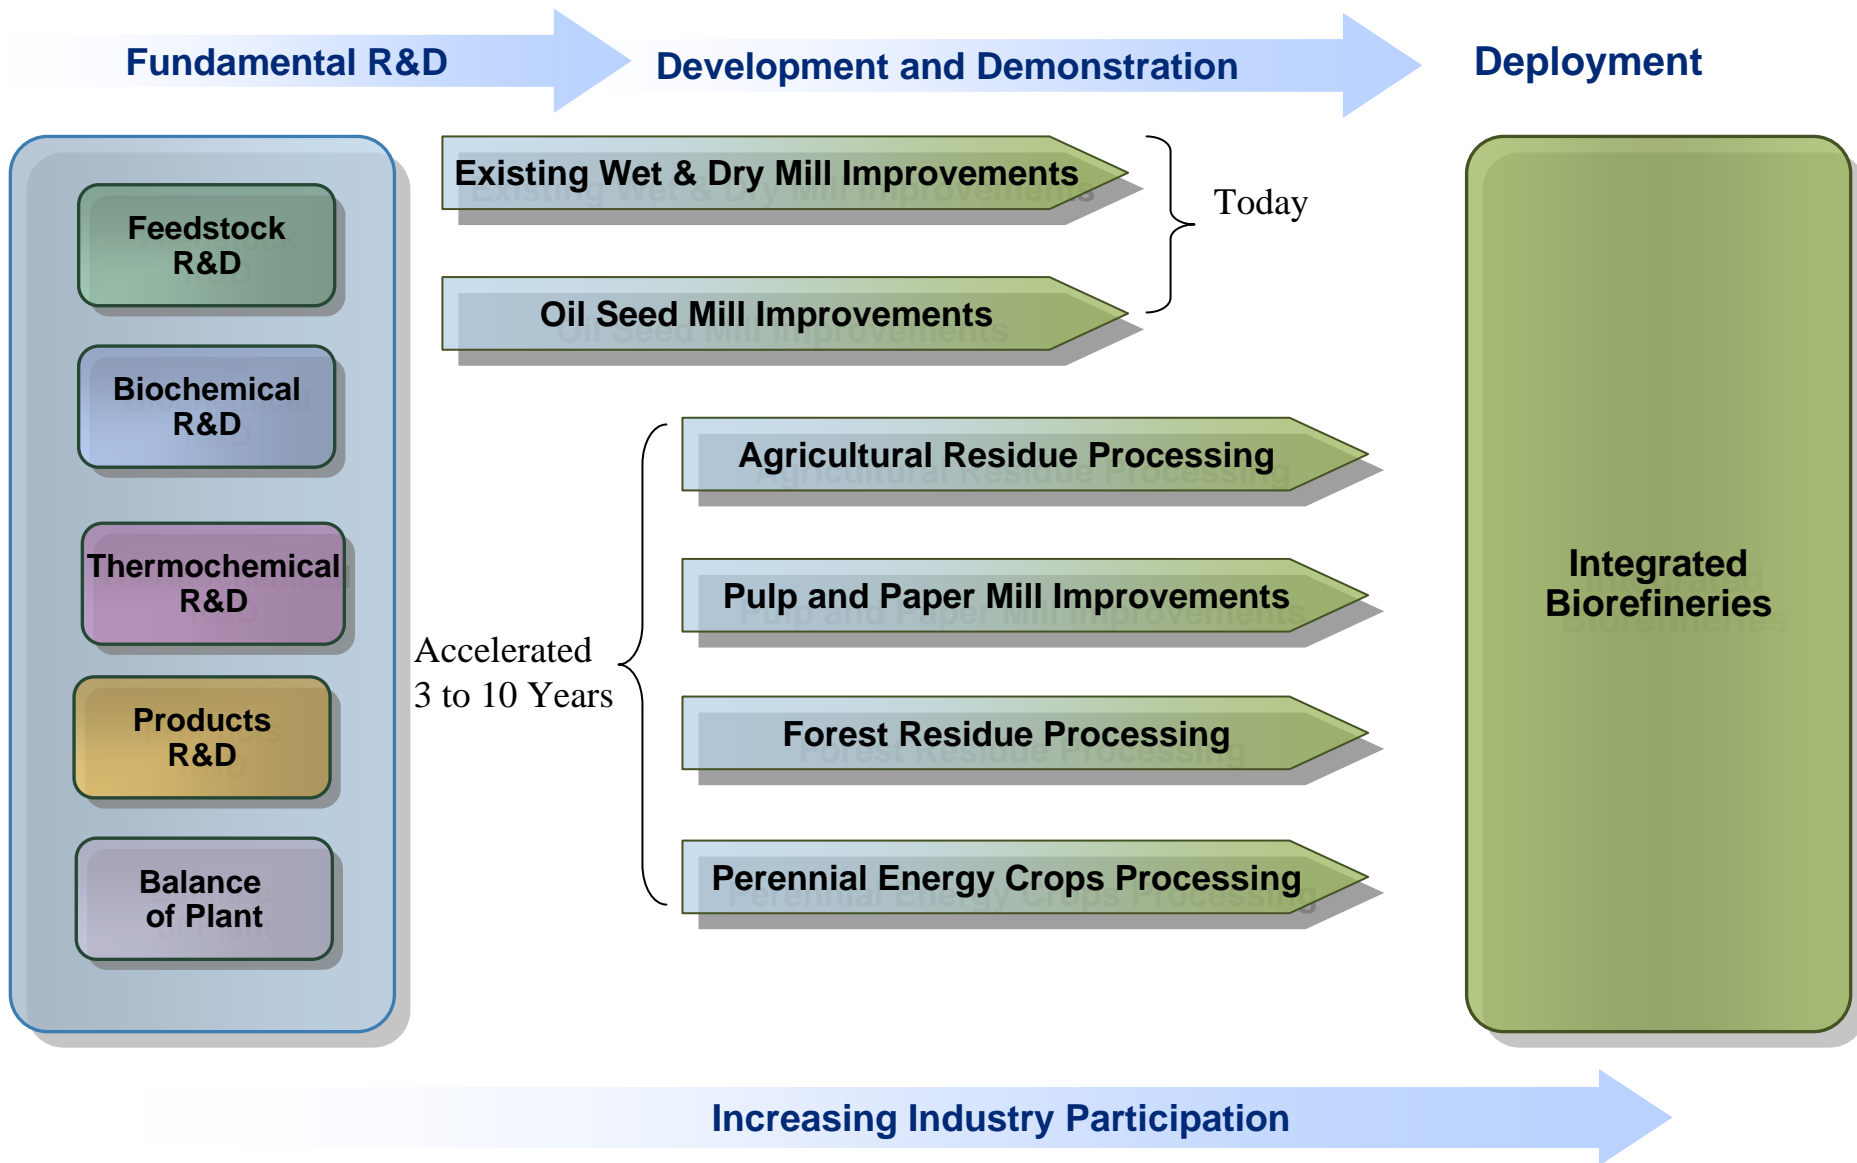 Fundamental R&D
Development and Demonstration
Deployment
Feedstock
R&D
Biochemical
R&D
Thermochemical
R&D
Products
R&D
Balance
of Plant
Existing Wet & Dry Mill Improvements
Oil Seed Mill Improvements
Today
Accelerated
3 to 10 Years
Agricultural Residue Processing
Pulp and Paper Mill Improvements
Forest Residue Processing
Perennial Energy Crops Processing
Integrated
Biorefineries
Increasing Industry Participation